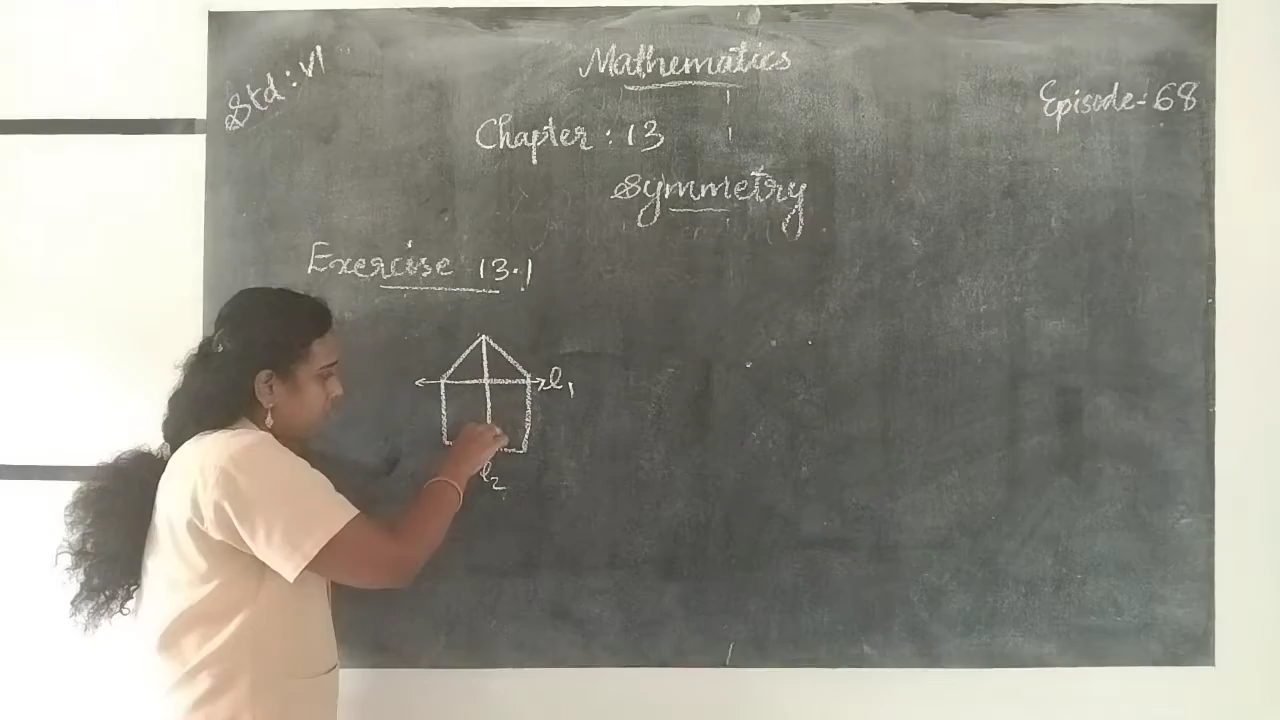 Std: VI
Mathematics
Episode-68
Chapter: 13
Symmetry
Exercise 13.1
l1
l2